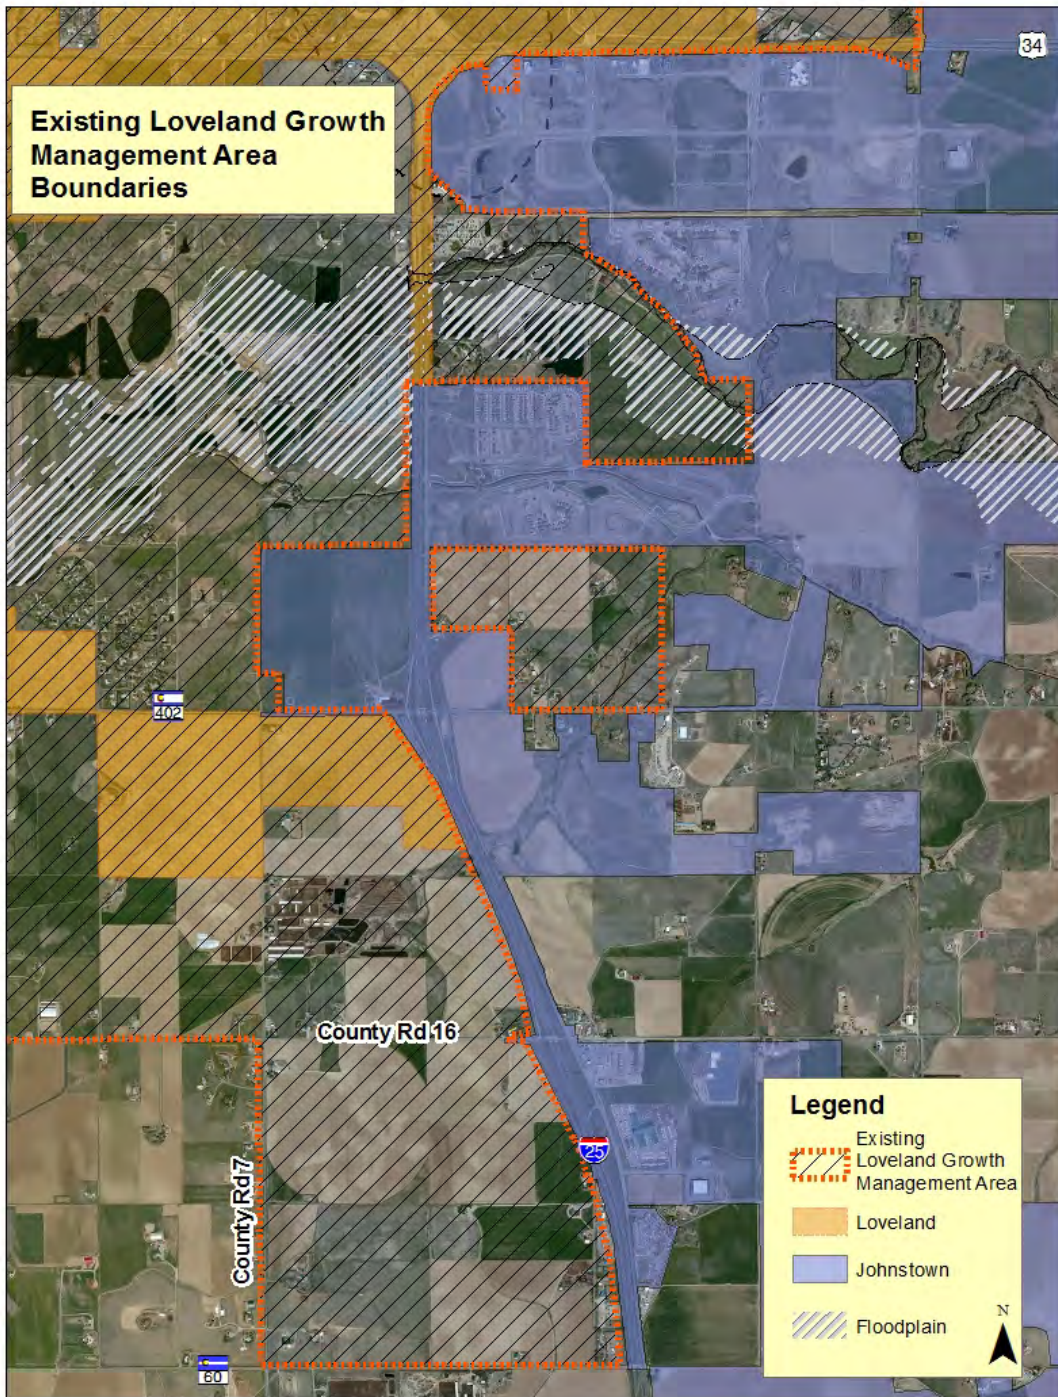 34
Existing Loveland Growth
Management Area
Boundaries
402
County Rd 16
County Rd 7
25
60
Legend
Existing
Loveland Growth
Management Area
Loveland
Johnstown
Floodplain
N